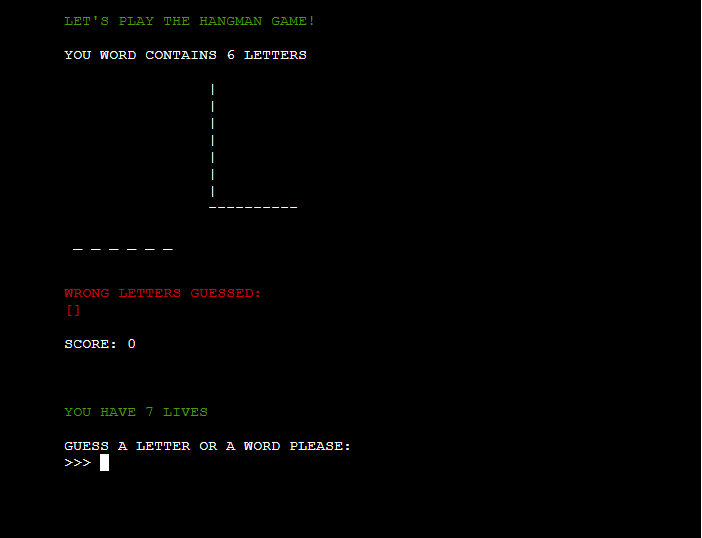 LET'S PLAY THE HANGMAN GAME!
YOU WORD CONTAINS 6 LETTERS
|
|
|
|
|
|
|
----------
_ _ _ _ _ _
WRONG LETTERS GUESSED:
[]
SCORE: 0
YOU HAVE 7 LIVES
GUESS A LETTER OR A WORD PLEASE:
>>>